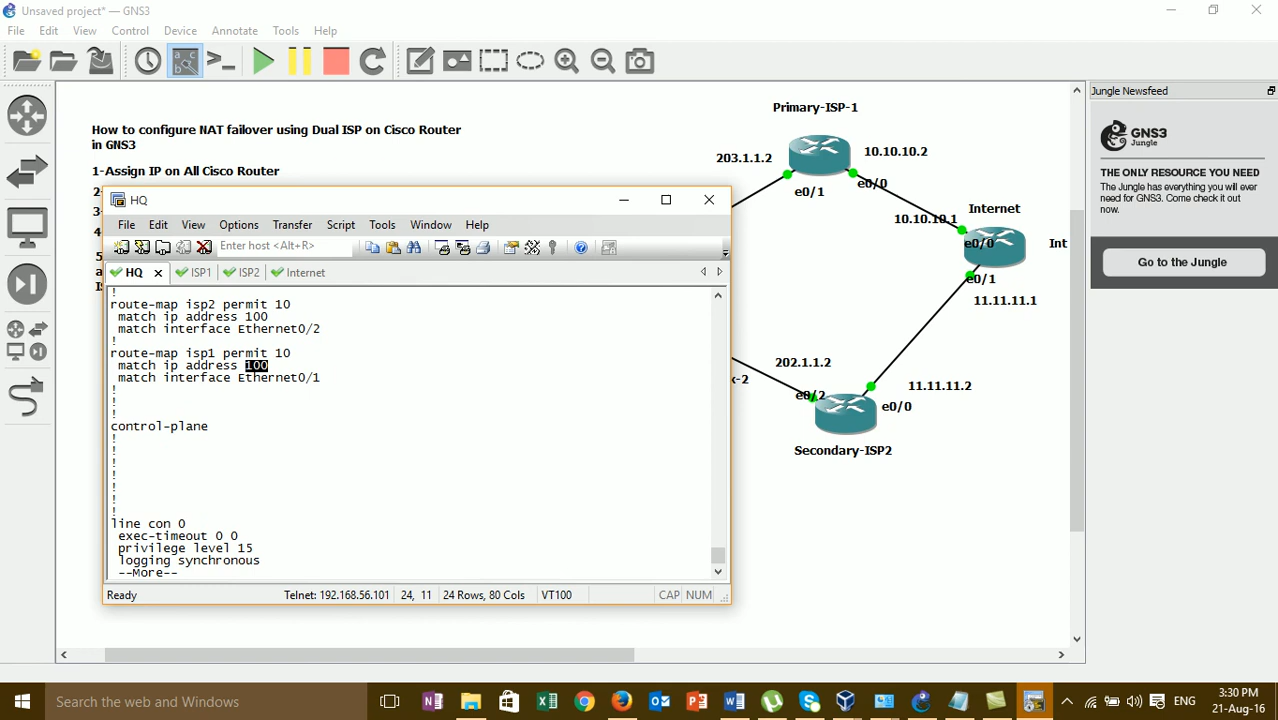 Unsaved project* — GNS3
File Edit View Control Device Annotate Tools Help
How to configure NAT failover using Dual ISP on Cisco Router
in GNS3
1-Assign IP on All Cisco Router
2-
3-
4-
5
a
IS
HQ
File Edit View Options Transfer Script Tools Window Help
Enter host <Alt+R>
HQ ISP1 ISP2 Internet
!
route-map isp2 permit 10
match ip address 100
match interface Ethernet0/2
!
route-map isp1 permit 10
match ip address 100
match interface Ethernet0/1
!
!
!
control-plane
!
!
!
!
!
!
!
line con 0
exec-timeout 0 0
privilege level 15
logging synchronous
--More--
Ready Telnet: 192.168.56.101 24, 11 24 Rows, 80 Cols VT100 CAP NUM
Primary-ISP-1
203.1.1.2
10.10.10.2
e0/1
e0/0
10.10.10.1
Internet
e0/0
Int
e0/1
11.11.11.1
202.1.1.2
x-2
e0/2
11.11.11.2
e0/0
Secondary-ISP2
Jungle Newsfeed
GNS3
Jungle
THE ONLY RESOURCE YOU NEED
The Jungle has everything you will ever
need for GNS3. Come check it out
now.
Go to the Jungle
Search the web and Windows
ENG
3:30 PM
21-Aug-16